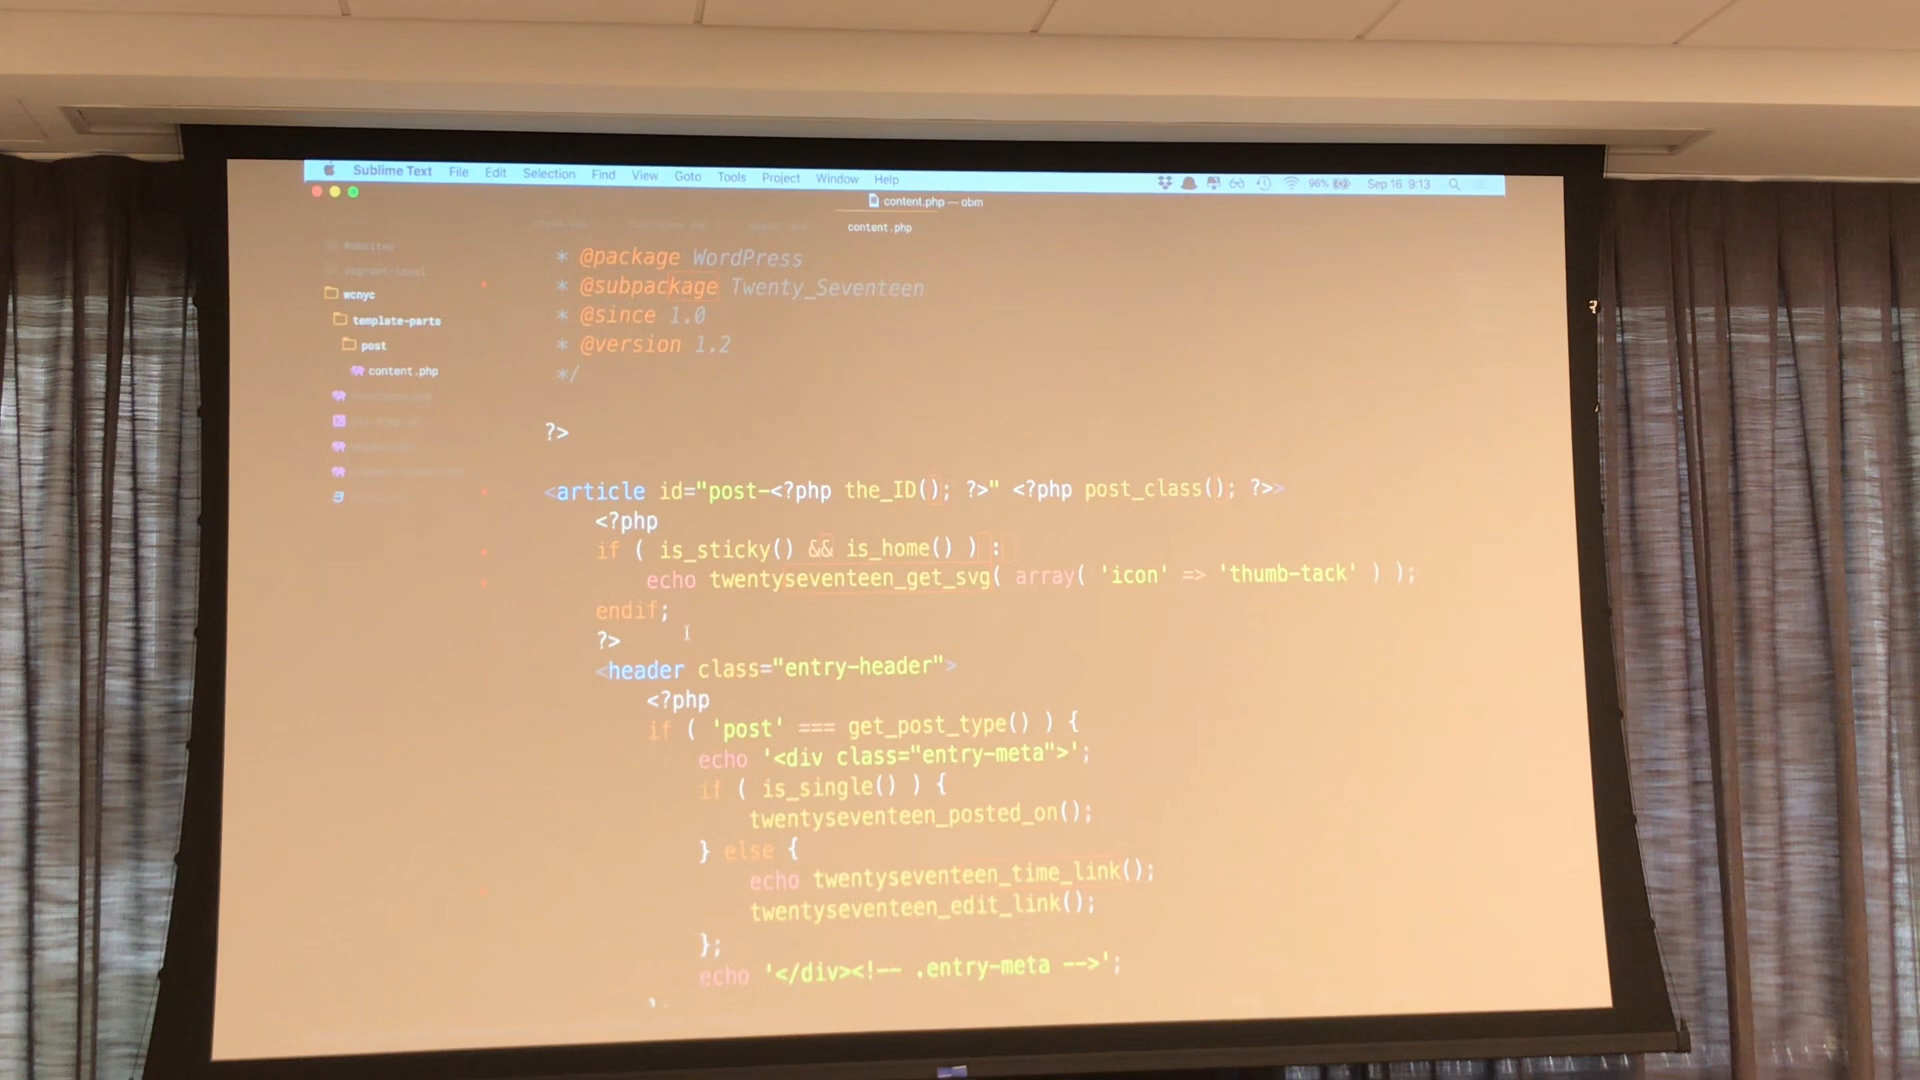 Sublime Text File Edit Selection Find View Goto Tools Project Window Help 96% Sep 16 9:13
content.php — obm
content.php
wcnyc
template-parts
post
content.php
* @package WordPress
* @subpackage Twenty_Seventeen
* @since 1.0
* @version 1.2
*/
?>
<article id="post-<?php the_ID(); ?>" <?php post_class(); ?>>
<?php
if ( is_sticky() && is_home() ) :
echo twentyseventeen_get_svg( array( 'icon' => 'thumb-tack' ) );
endif;
?>
<header class="entry-header">
<?php
if ( 'post' === get_post_type() ) {
echo '<div class="entry-meta">';
if ( is_single() ) {
twentyseventeen_posted_on();
} else {
echo twentyseventeen_time_link();
twentyseventeen_edit_link();
};
echo '</div><!-- .entry-meta -->';